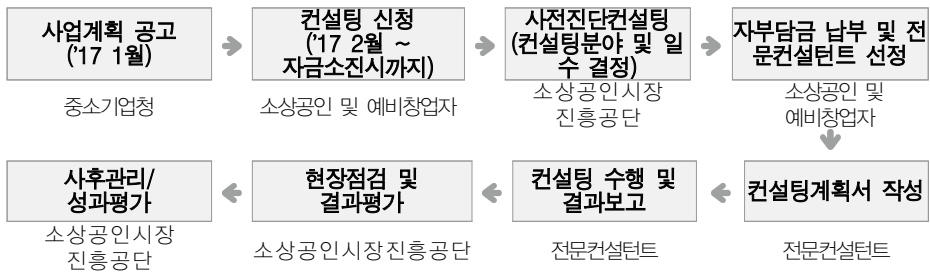 사업계획 공고
('17 1월)
중소기업청
컨설팅 신청
('17 2월 ~
자금소진시까지)
소상공인 및 예비창업자
사전진단컨설팅
(컨설팅분야 및 일
수 결정)
소상공인시장
진흥공단
자부담금 납부 및 전
문컨설턴트 선정
소상공인 및
예비창업자
컨설팅계획서 작성
전문컨설턴트
컨설팅 수행 및
결과보고
전문컨설턴트
현장점검 및
결과평가
소상공인시장진흥공단
사후관리/
성과평가
소상공인시장
진흥공단